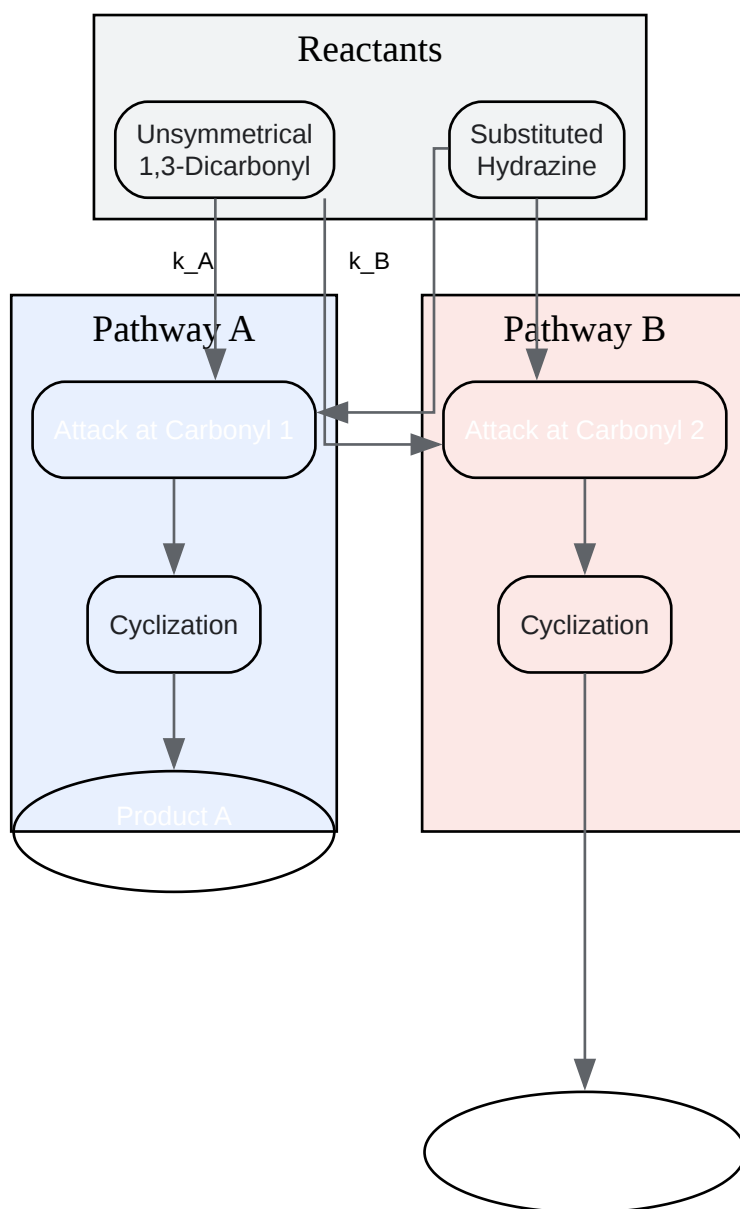 Reactants
Unsymmetrical
1,3-Dicarbonyl
Substituted
Hydrazine
k_A
k_B
Pathway A
Pathway B
Attack at Carbonyl 1
Attack at Carbonyl 2
Cyclization
Cyclization
Product A